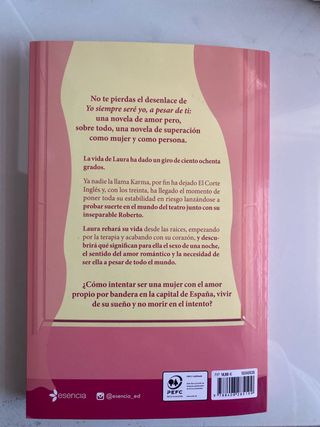 No te pierdas el desenlace de
Yo siempre seré yo, a pesar de ti:
una novela de amor pero,
sobre todo, una novela de superación
como mujer y como persona.
La vida de Laura ha dado un giro de ciento ochenta
grados.
Ya nadie la llama Karma, por fin ha dejado El Corte
Inglés y, con los treinta, ha llegado el momento de
poner toda su estabilidad en riesgo lanzándose a
probar suerte en el mundo del teatro junto con su
inseparable Roberto.
Laura rehará su vida desde las raíces, empezando
por la terapia y acabando con su corazón, y descu-
brirá qué significan para ella el sexo de una noche,
el sentido del amor romántico y la necesidad de
ser ella a pesar de todo el mundo.
¿Cómo intentar ser una mujer con el amor
propio por bandera en la capital de España, vivir
de su sueño y no morir en el intento?
esencia
@esencia_ed
PEFC
PVP